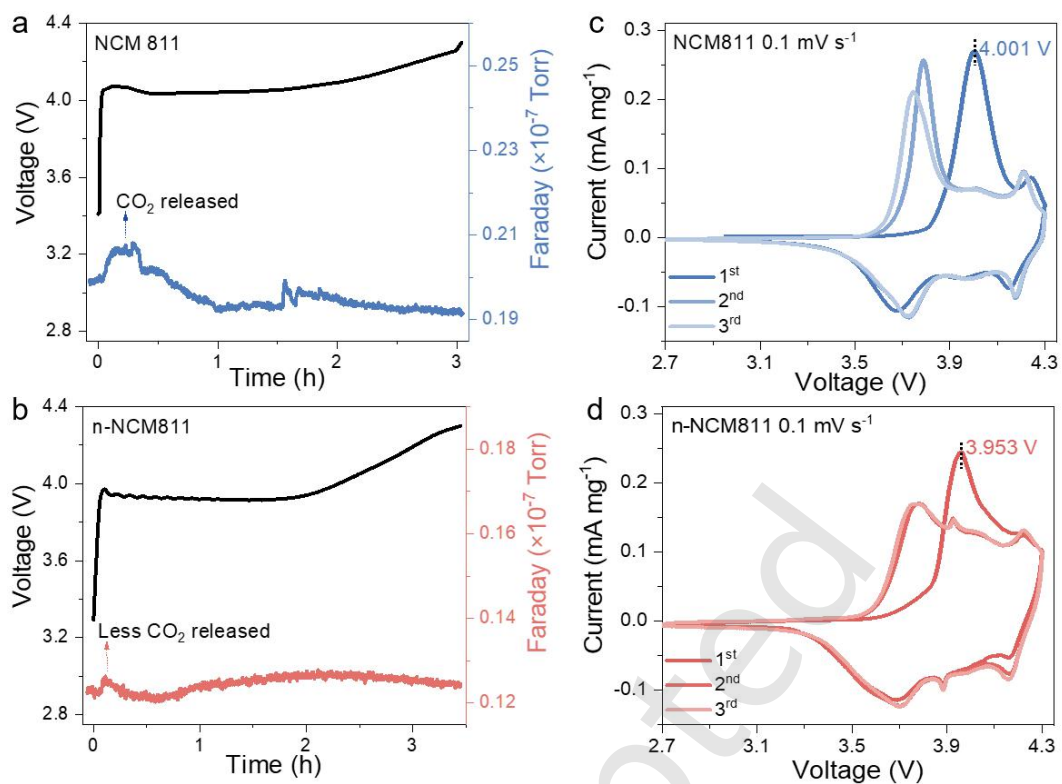 a
NCM 811
4.4
4.0
3.6
3.2
2.8
Voltage (V)
CO₂ released
0 1 2 3
Time (h)
0.25
0.23
0.21
0.19
Faraday (×10⁻⁷ Torr)
c
NCM811 0.1 mV s⁻¹
4.001 V
0.3
0.2
0.1
0.0
-0.1
Current (mA mg⁻¹)
1ˢᵗ
2ⁿᵈ
3ʳᵈ
2.7 3.1 3.5 3.9 4.3
Voltage (V)
b
n-NCM811
4.4
4.0
3.6
3.2
2.8
Voltage (V)
Less CO₂ released
0 1 2 3
Time (h)
0.18
0.16
0.14
0.12
Faraday (×10⁻⁷ Torr)
d
n-NCM811 0.1 mV s⁻¹
3.953 V
0.3
0.2
0.1
0.0
-0.1
Current (mA mg⁻¹)
1ˢᵗ
2ⁿᵈ
3ʳᵈ
2.7 3.1 3.5 3.9 4.3
Voltage (V)
oted